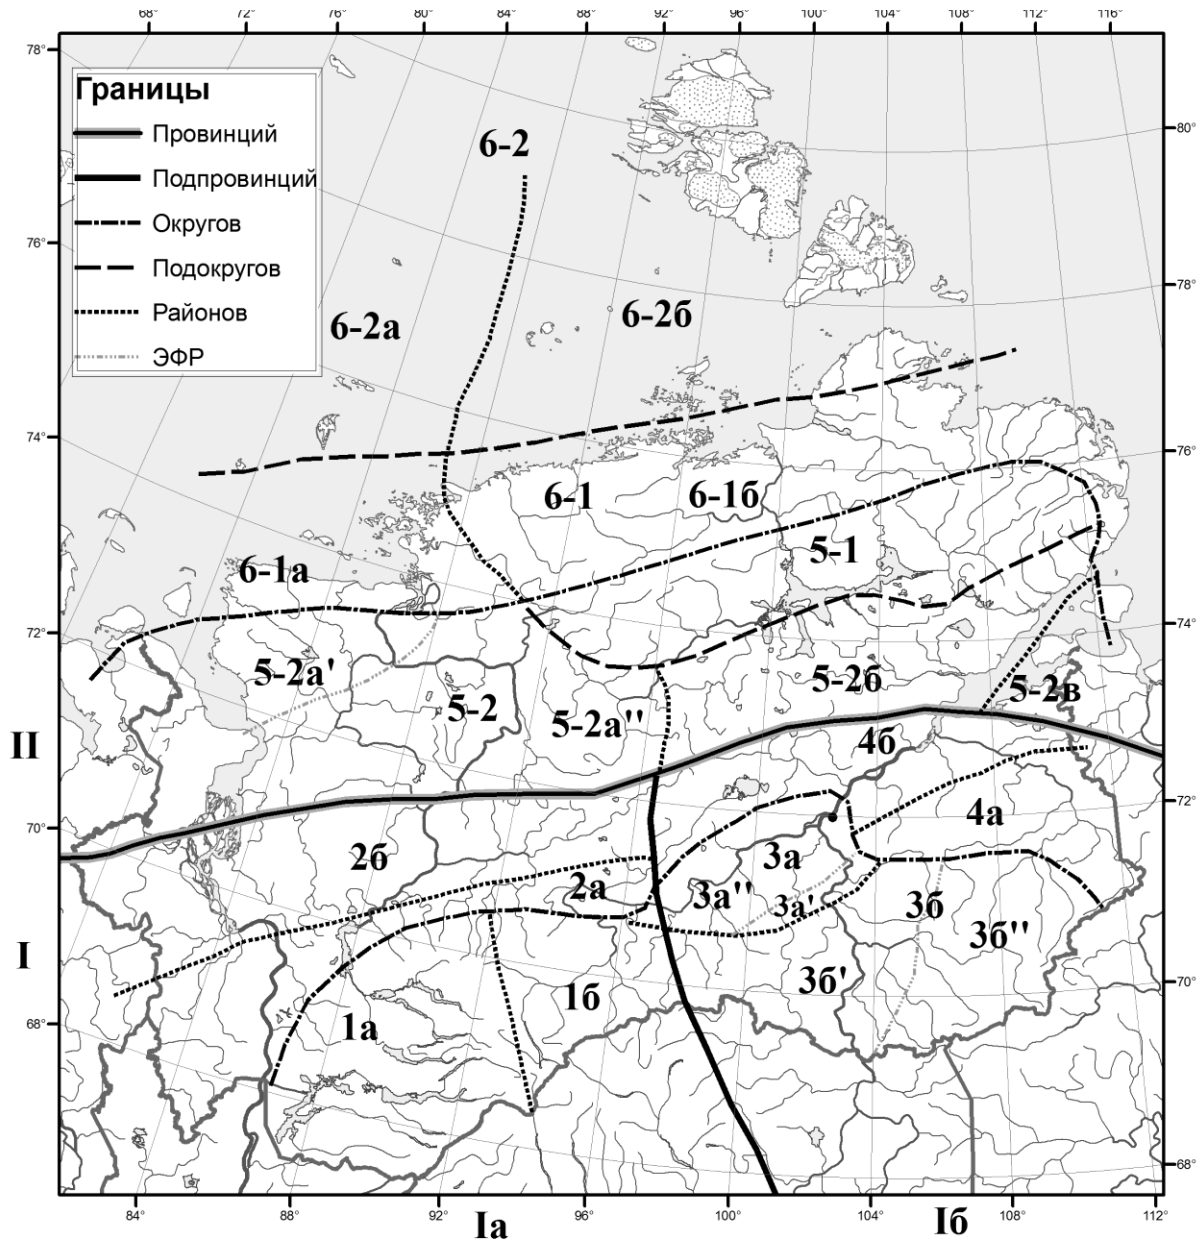 68° 72° 76° 80° 84° 88° 92° 96° 100° 104° 108° 112° 116°
78°
Границы
Провинций
Подпровинций
Округов
Подокругов
Районов
ЭФР
80°
6-2
76°
78°
6-2а
6-2б
74°
76°
6-1
6-1б
5-1
6-1а
72°
74°
5-2а'
5-2б
5-2в
5-2
5-2а''
II
4б
72°
70°
4а
2б
3а
2а
3а''
3а'
3б
3б''
I
3б'
70°
1б
68°
1а
68°
84° 88° 92° 96° 100° 104° 108° 112°
Iа
Iб